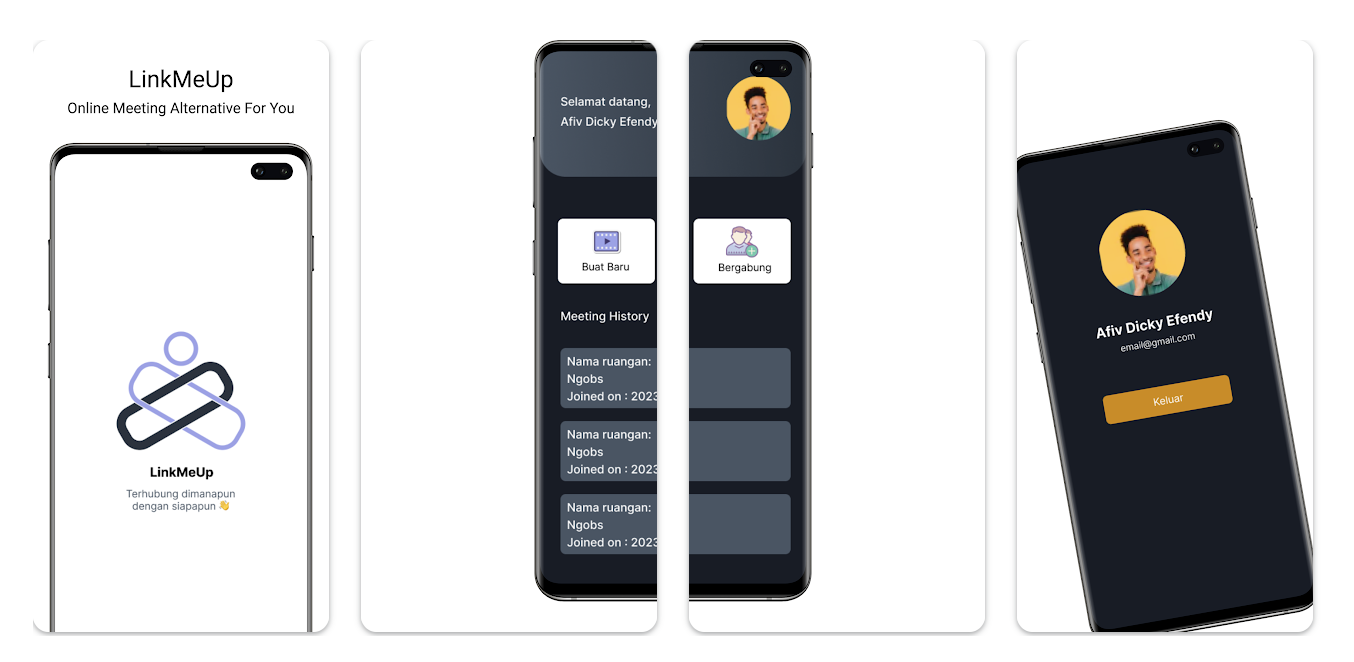 LinkMeUp
Online Meeting Alternative For You
LinkMeUp
Terhubung dimanapun
dengan siapapun 👋
Selamat datang,
Afiv Dicky Efendy
Buat Baru
Bergabung
Meeting History
Nama ruangan:
Ngobs
Joined on : 2023
Nama ruangan:
Ngobs
Joined on : 2023
Nama ruangan:
Ngobs
Joined on : 2023
Afiv Dicky Efendy
email@gmail.com
Keluar